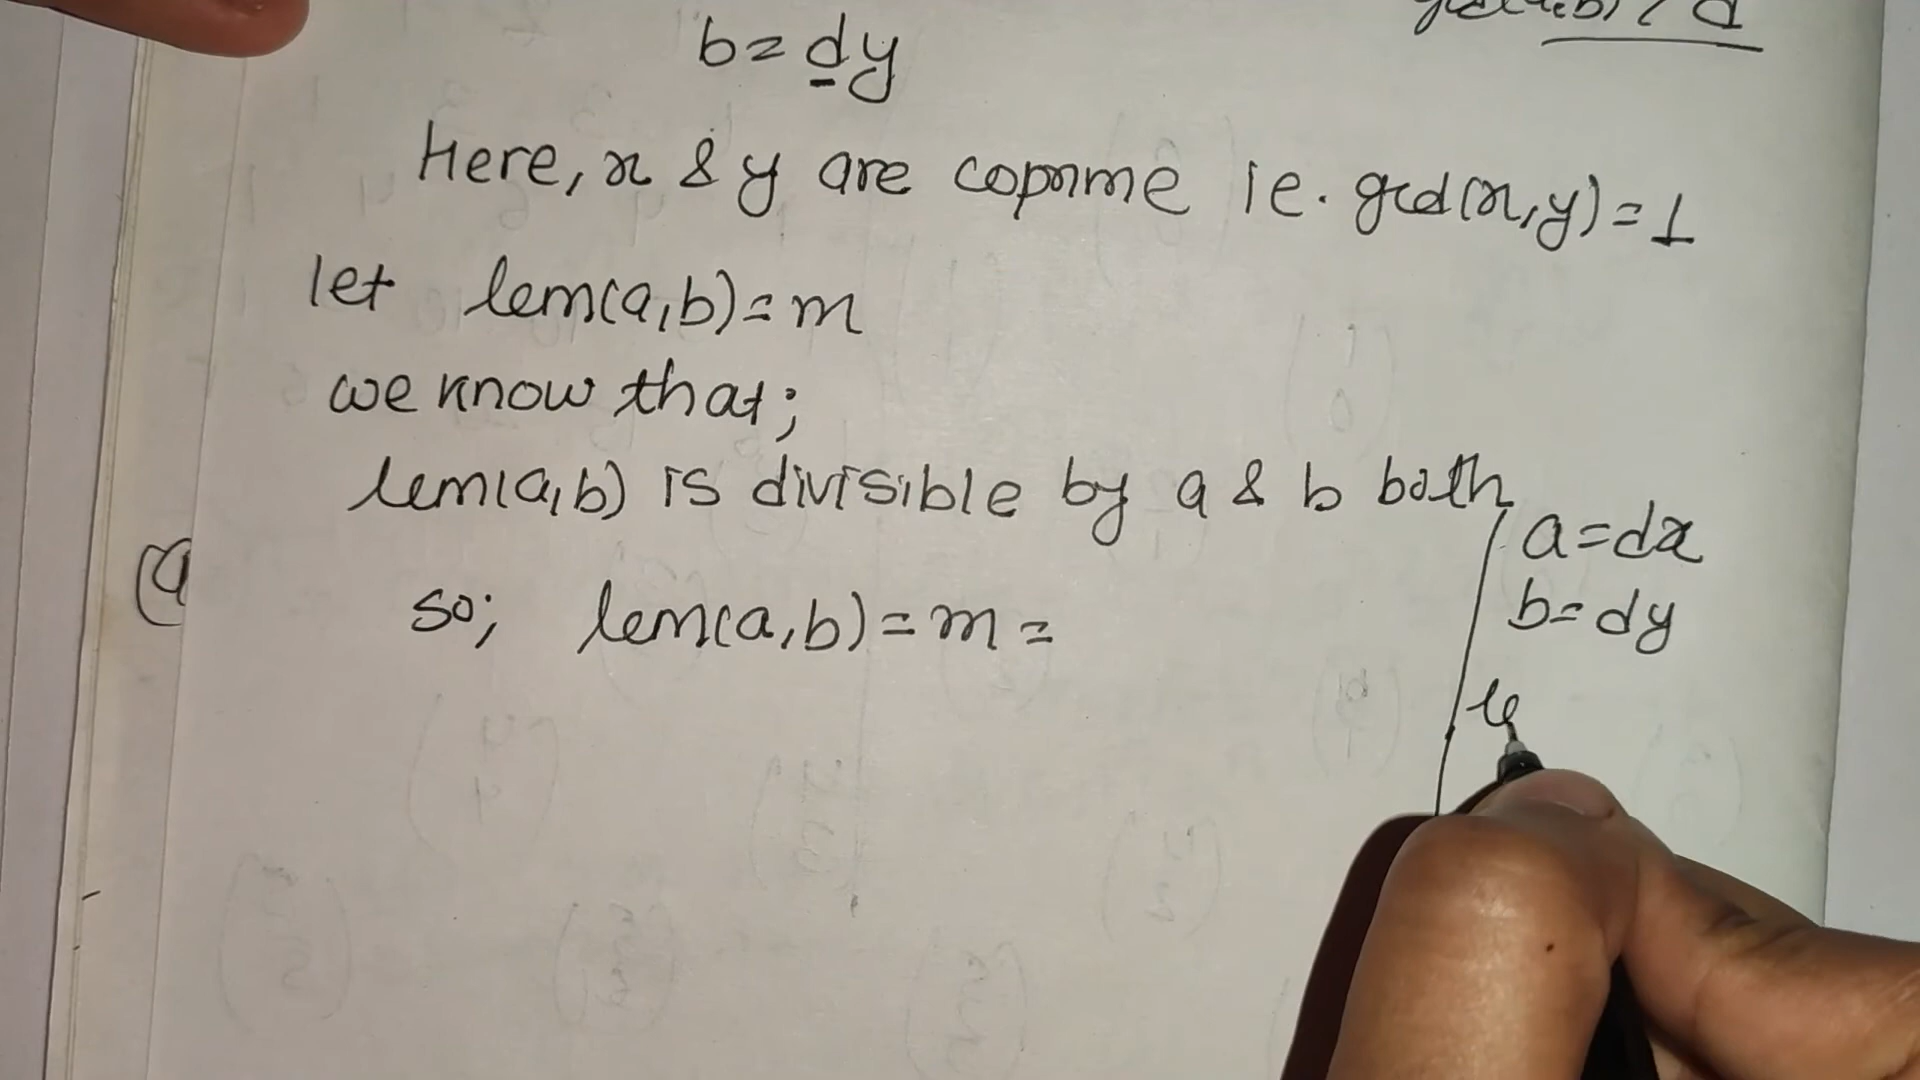 b = dy
Here, x & y are coprime ie. gcd(x,y) = 1
let lcm(a,b) = m
we know that;
lcm(a,b) is divisible by a & b both
a = dx
b = dy
so; lcm(a,b) = m =